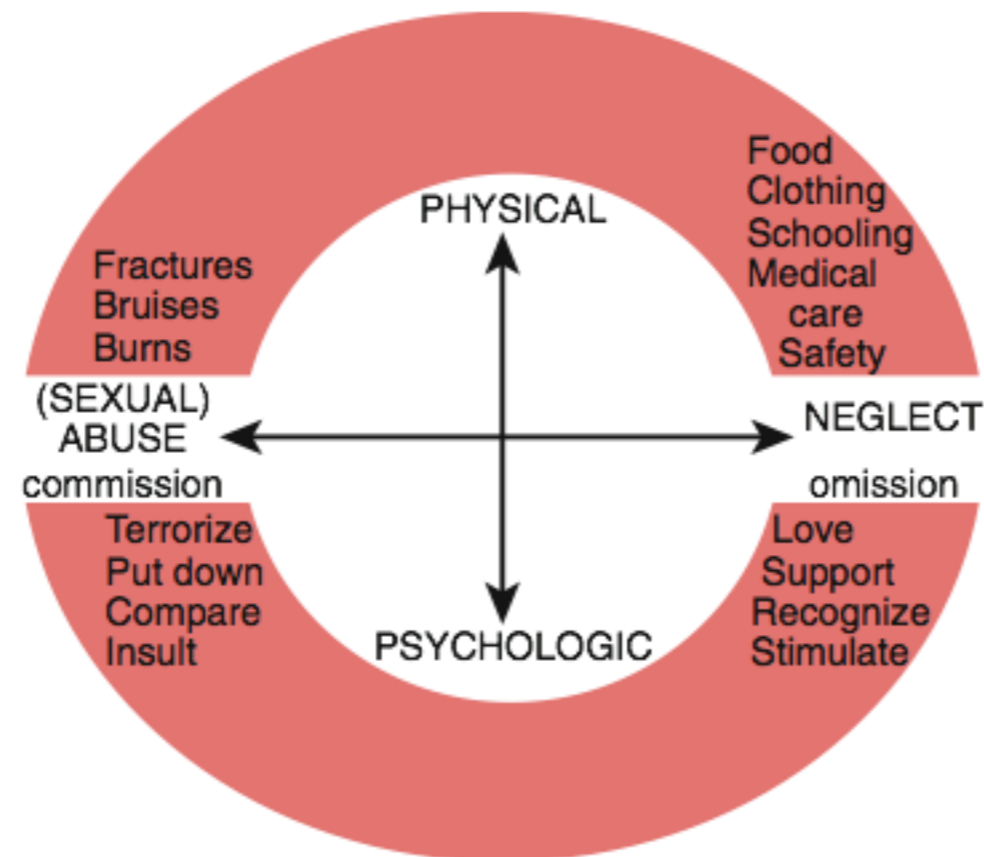 PHYSICAL
Fractures
Bruises
Burns
Food
Clothing
Schooling
Medical
care
Safety
(SEXUAL)
ABUSE
commission
NEGLECT
omission
Terrorize
Put down
Compare
Insult
Love
Support
Recognize
Stimulate
PSYCHOLOGIC